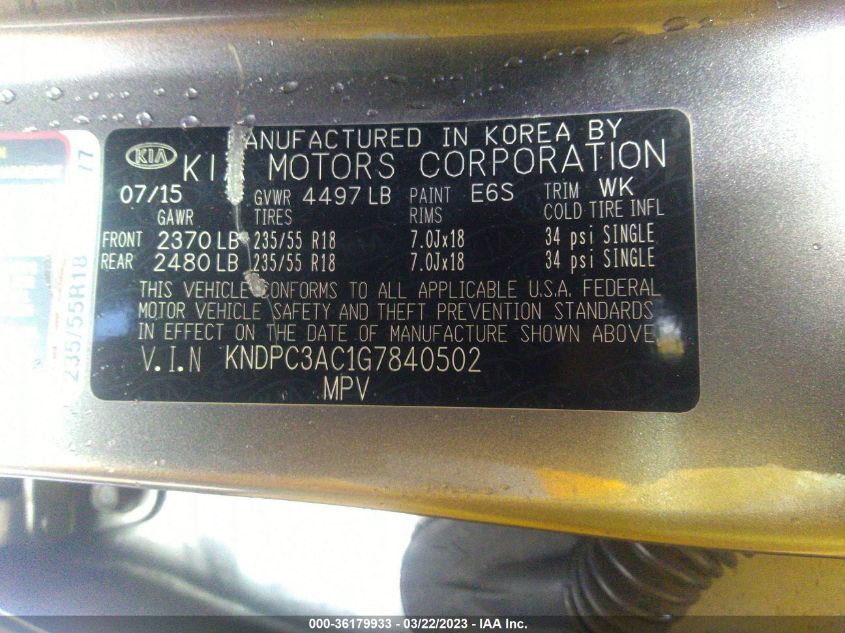 MANUFACTURED IN KOREA BY
KIA KIA MOTORS CORPORATION
07/15 GVWR 4497 LB PAINT E6S TRIM WK
GAWR TIRES RIMS COLD TIRE INFL
FRONT 2370 LB 235/55 R18 7.0Jx18 34 psi SINGLE
REAR 2480 LB 235/55 R18 7.0Jx18 34 psi SINGLE
THIS VEHICLE CONFORMS TO ALL APPLICABLE U.S.A. FEDERAL
MOTOR VEHICLE SAFETY AND THEFT PREVENTION STANDARDS
IN EFFECT ON THE DATE OF MANUFACTURE SHOWN ABOVE.
V.I.N KNDPC3AC1G7840502
MPV
235/55R18
000-36179933 - 03/22/2023 - IAA Inc.